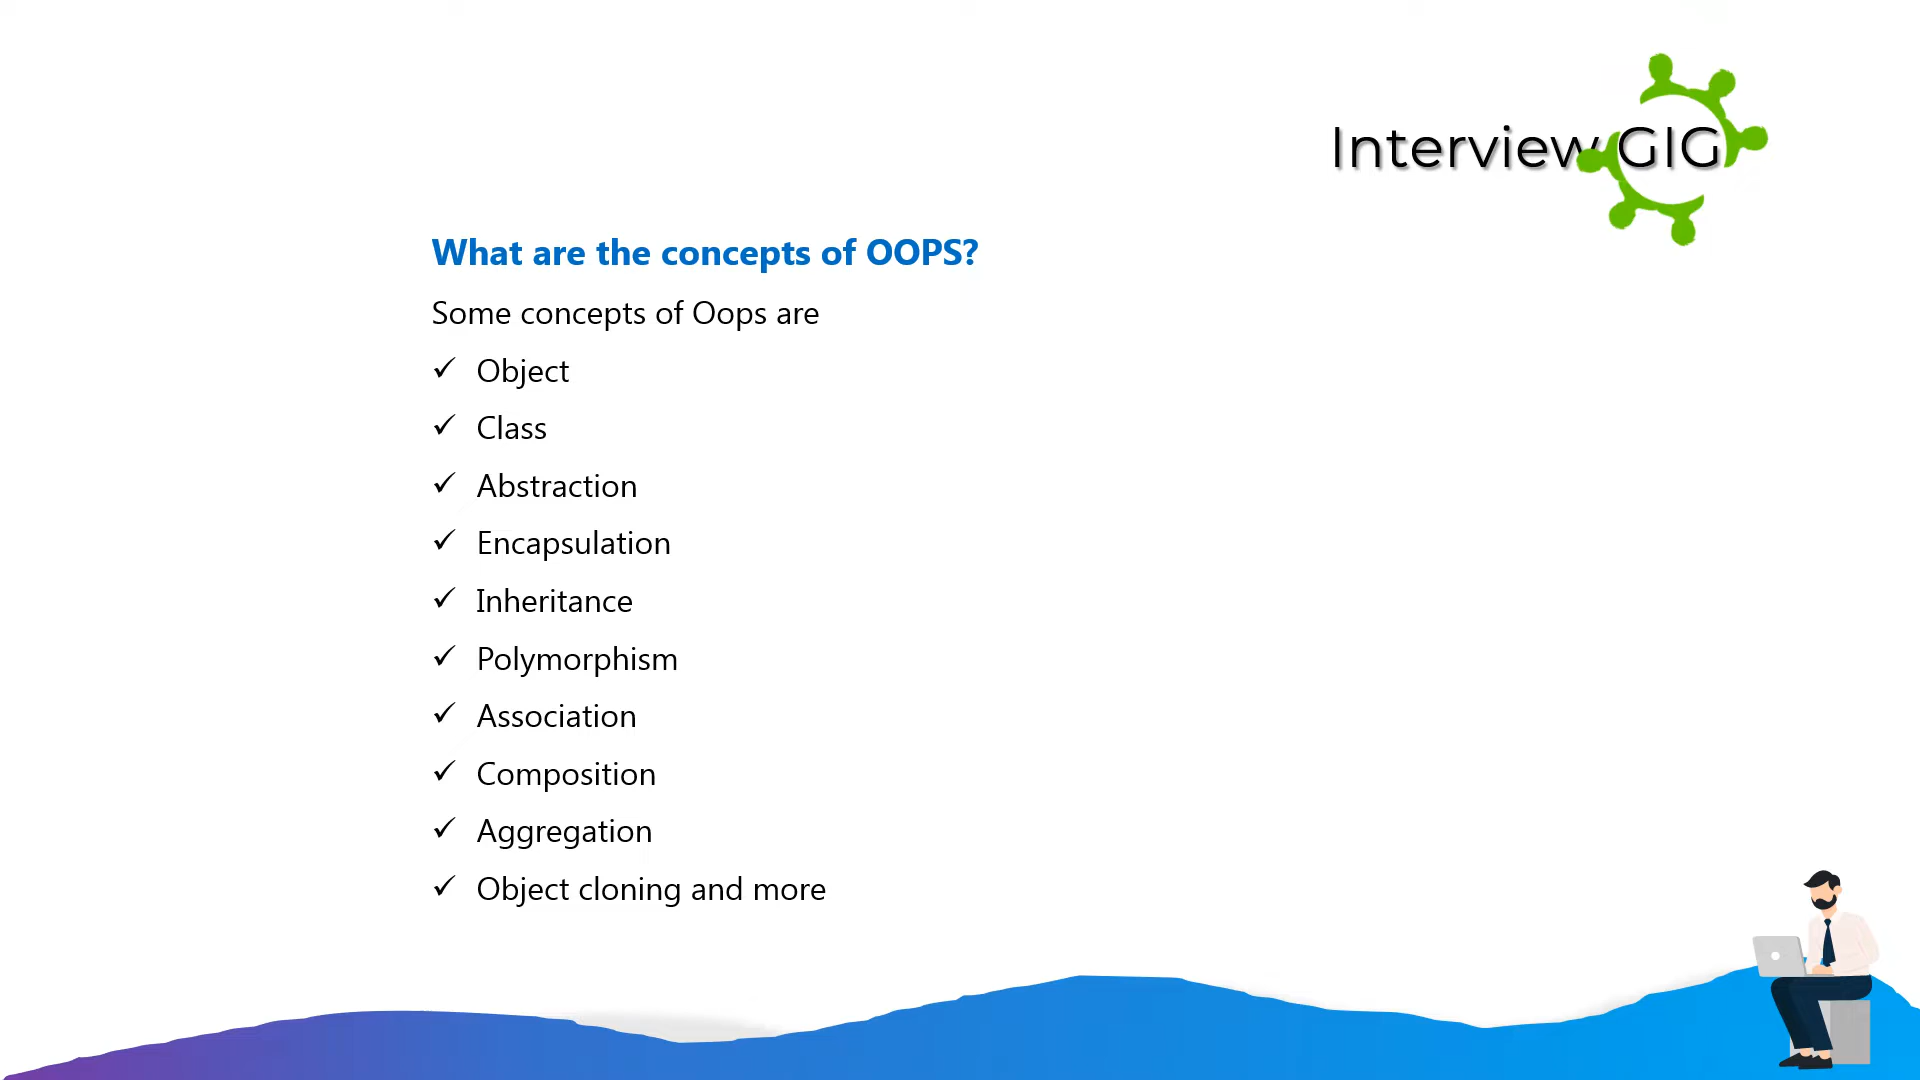 Interview GIG
What are the concepts of OOPS?
Some concepts of Oops are
✓ Object
✓ Class
✓ Abstraction
✓ Encapsulation
✓ Inheritance
✓ Polymorphism
✓ Association
✓ Composition
✓ Aggregation
✓ Object cloning and more